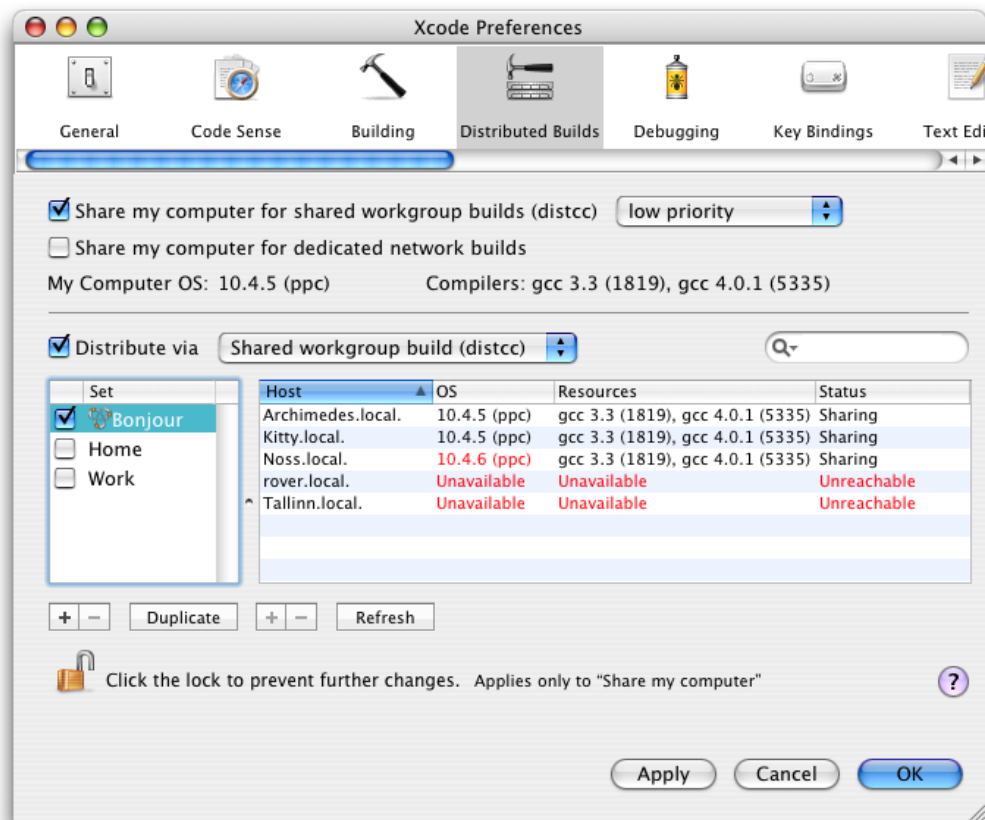 Xcode Preferences
General Code Sense Building Distributed Builds Debugging Key Bindings Text Edi
Share my computer for shared workgroup builds (distcc) low priority
Share my computer for dedicated network builds
My Computer OS: 10.4.5 (ppc) Compilers: gcc 3.3 (1819), gcc 4.0.1 (5335)
Distribute via Shared workgroup build (distcc)
Set Host OS Resources Status
Bonjour Archimedes.local. 10.4.5 (ppc) gcc 3.3 (1819), gcc 4.0.1 (5335) Sharing
Kitty.local. 10.4.5 (ppc) gcc 3.3 (1819), gcc 4.0.1 (5335) Sharing
Home Noss.local. 10.4.6 (ppc) gcc 3.3 (1819), gcc 4.0.1 (5335) Sharing
Work rover.local. Unavailable Unavailable Unreachable
Tallinn.local. Unavailable Unavailable Unreachable
+ − Duplicate + − Refresh
Click the lock to prevent further changes. Applies only to “Share my computer” ?
Apply Cancel OK